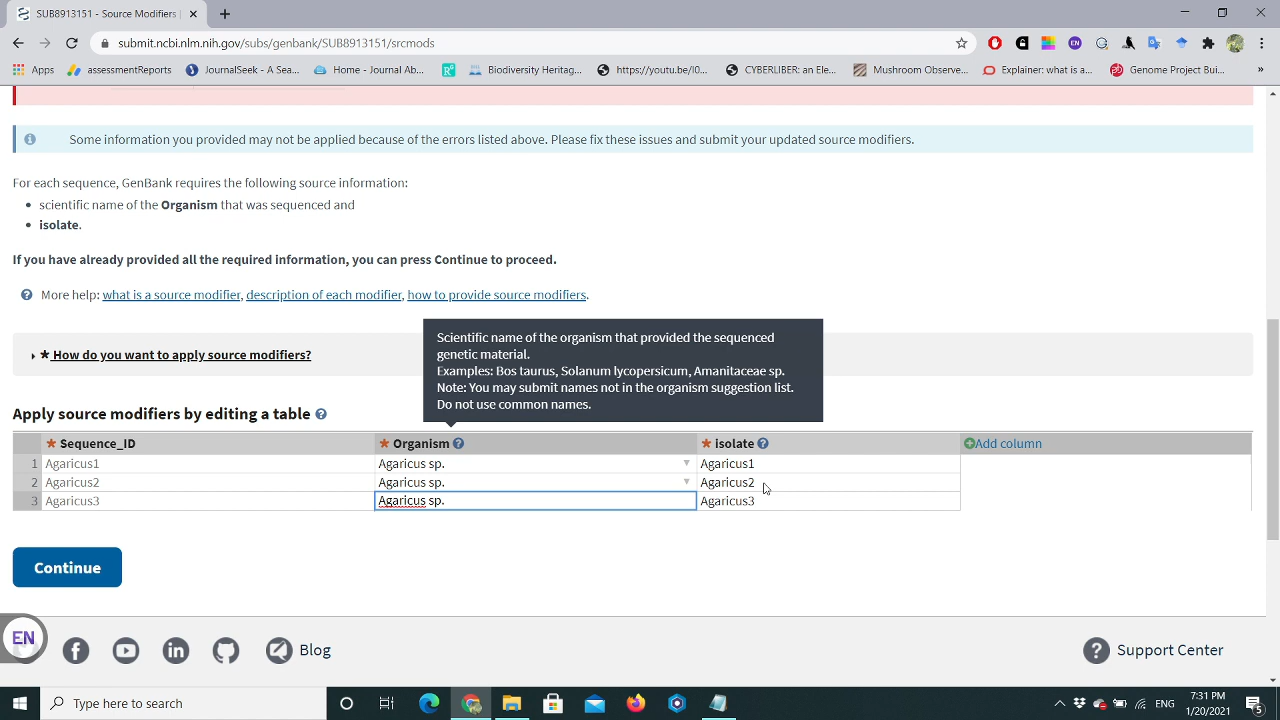 SUB8913151 - Source Modifiers |
submit.ncbi.nlm.nih.gov/subs/genbank/SUB8913151/srcmods
Apps
assessmentReports
JournalSeek - A Sea...
Home - Journal Ab...
Biodiversity Heritag...
https://youtu.be/I0...
CYBERLIBER: an Ele...
Mushroom Observe...
Explainer: what is a...
Genome Project Bui...
»
Some information you provided may not be applied because of the errors listed above. Please fix these issues and submit your updated source modifiers.
For each sequence, GenBank requires the following source information:
• scientific name of the Organism that was sequenced and
• isolate.
If you have already provided all the required information, you can press Continue to proceed.
More help: what is a source modifier, description of each modifier, how to provide source modifiers.
Scientific name of the organism that provided the sequenced
genetic material.
Examples: Bos taurus, Solanum lycopersicum, Amanitaceae sp.
Note: You may submit names not in the organism suggestion list.
Do not use common names.
* How do you want to apply source modifiers?
Apply source modifiers by editing a table
* Sequence_ID * Organism * isolate Add column
1 Agaricus1 Agaricus sp. Agaricus1
2 Agaricus2 Agaricus sp. Agaricus2
3 Agaricus3 Agaricus sp. Agaricus3
Continue
EN
Blog
Support Center
Type here to search
ENG
7:31 PM
1/20/2021
5